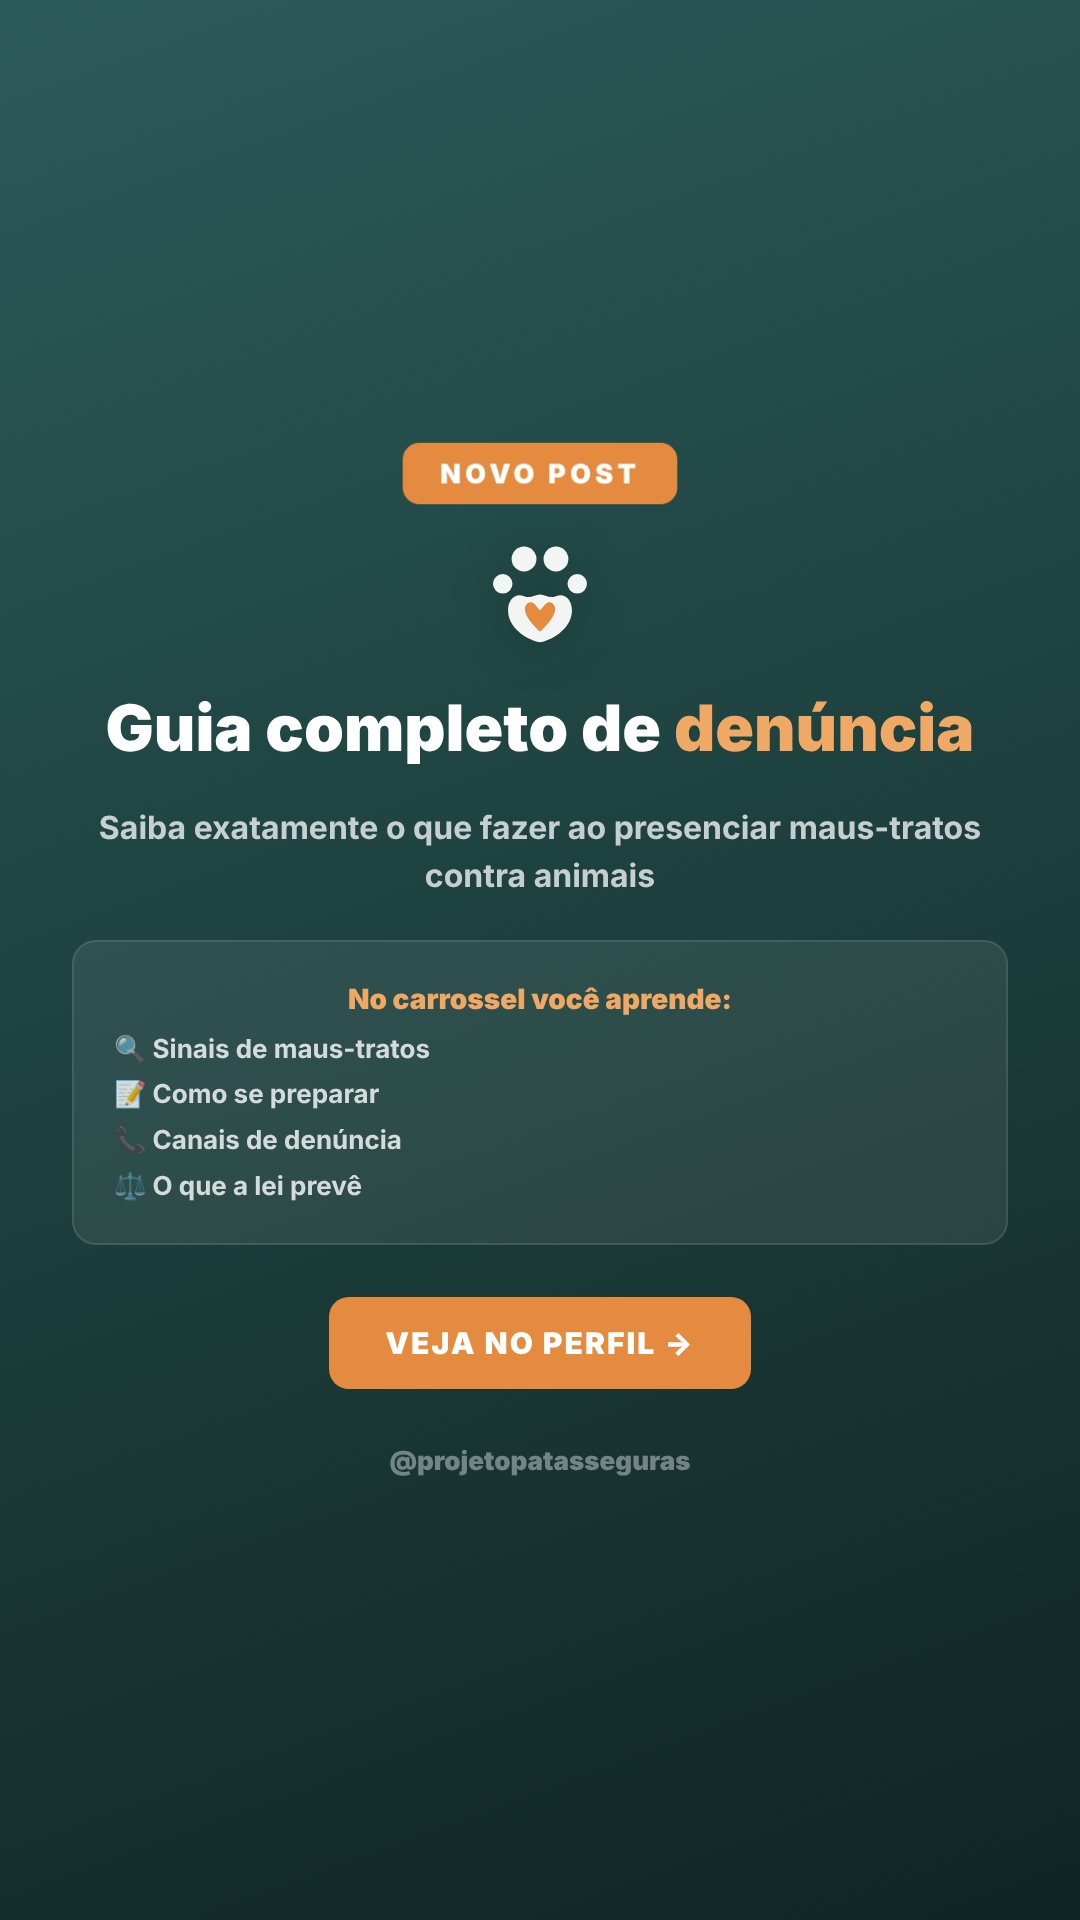 NOVO POST
Guia completo de denúncia
Saiba exatamente o que fazer ao presenciar maus-tratos
contra animais
No carrossel você aprende:
🔍 Sinais de maus-tratos
📝 Como se preparar
📞 Canais de denúncia
⚖️ O que a lei prevê
VEJA NO PERFIL →
@projetopatasseguras